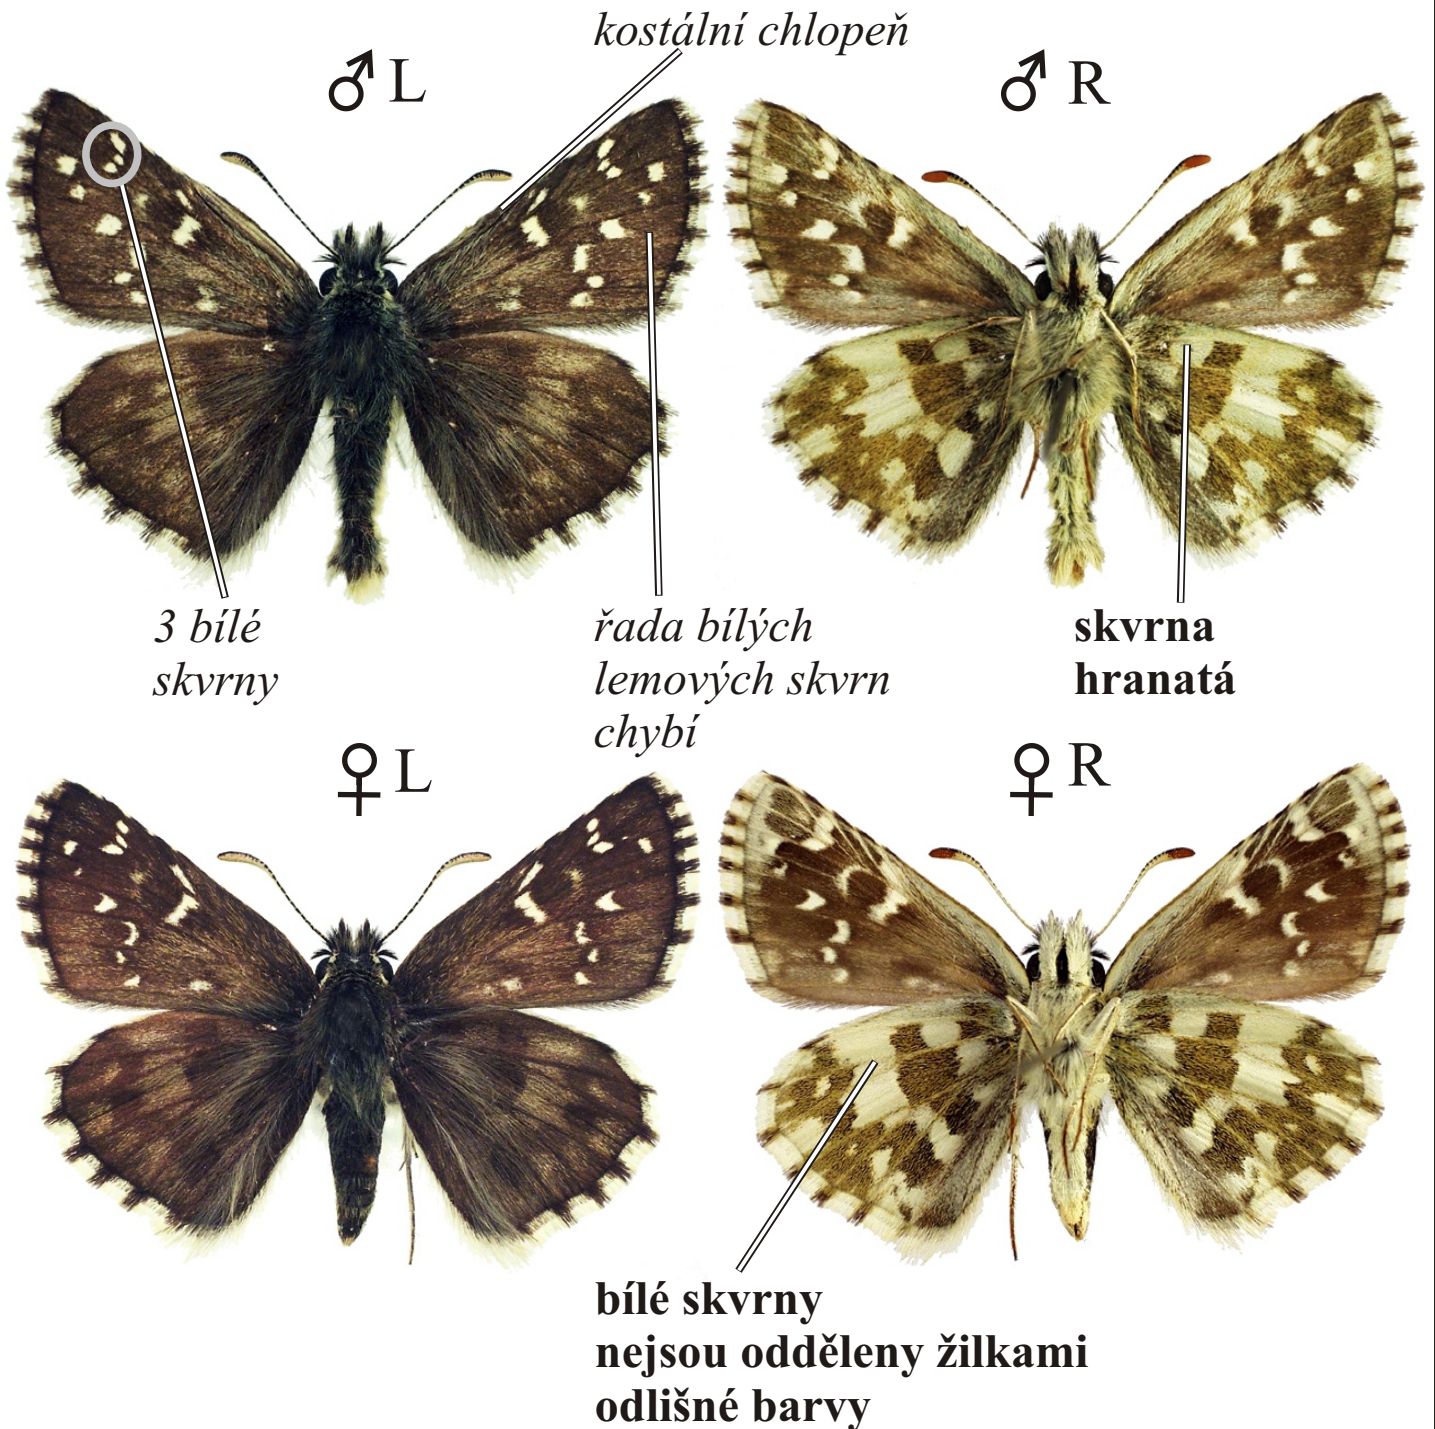 kostální chlopeň
♂ L
♂ R
3 bílé
skvrny
řada bílých
lemových skvrn
chybí
skvrna
hranatá
♀ L
♀ R
bílé skvrny
nejsou odděleny žilkami
odlišné barvy